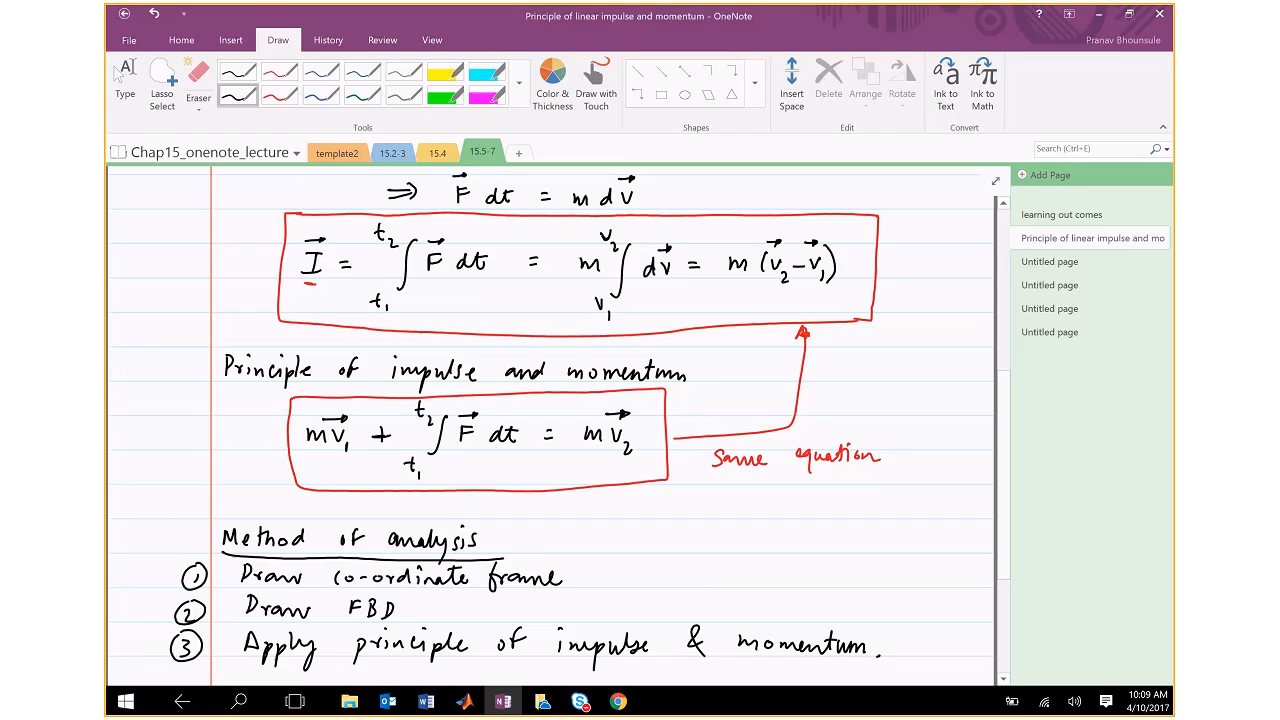 Principle of linear impulse and momentum - OneNote
?
File Home Insert Draw History Review View
Pranav Bhounsule
Type
Lasso Select
Eraser
Color & Thickness
Draw with Touch
Insert Space
Delete
Arrange
Rotate
Ink to Text
Ink to Math
Tools
Shapes
Edit
Convert
Chap15_onenote_lecture
template2
15.2-3
15.4
15.5-7
+
Search (Ctrl+E)
Add Page
learning out comes
Principle of linear impulse and mo
Untitled page
Untitled page
Untitled page
Untitled page
⇒ F⃗ dt = m dv⃗
I⃗ = ∫_{t₁}^{t₂} F⃗ dt = m ∫_{v₁}^{v₂} dv⃗ = m (v⃗₂ − v⃗₁)
Principle of impulse and momentum
mv⃗₁ + ∫_{t₁}^{t₂} F⃗ dt = mv⃗₂
Same equation
Method of analysis
① Draw co-ordinate frame
② Draw FBD
③ Apply principle of impulse & momentum.
10:09 AM
4/10/2017